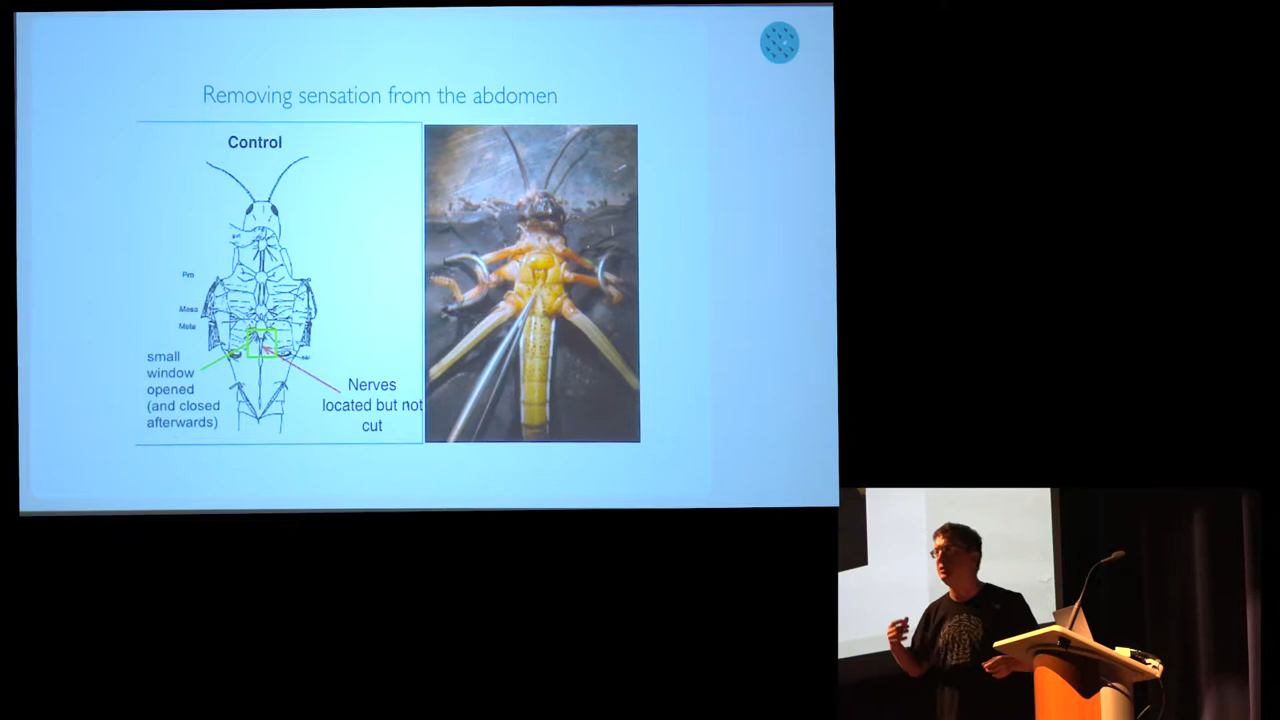 Removing sensation from the abdomen
Control
Pro
Meso
Meta
small
window
opened
(and closed
afterwards)
Nerves
located but not
cut